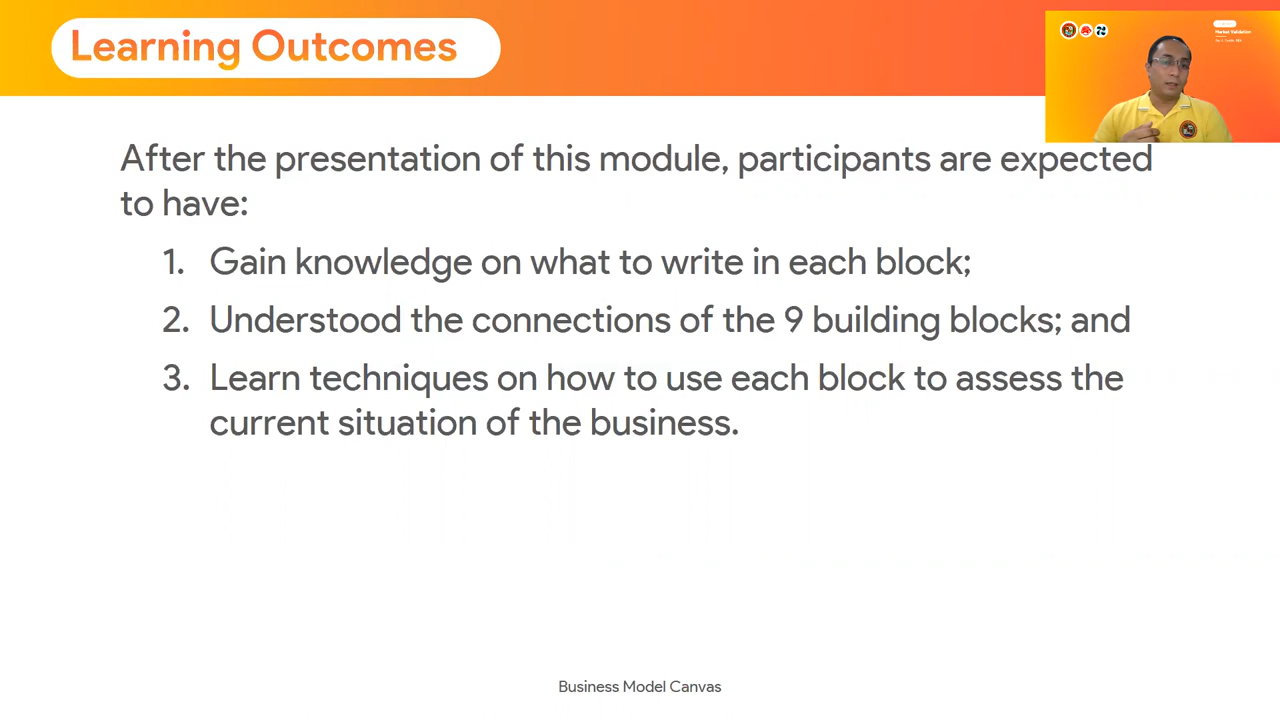 Learning Outcomes
Market Validation
After the presentation of this module, participants are expected
to have:
1. Gain knowledge on what to write in each block;
2. Understood the connections of the 9 building blocks; and
3. Learn techniques on how to use each block to assess the
current situation of the business.
Business Model Canvas